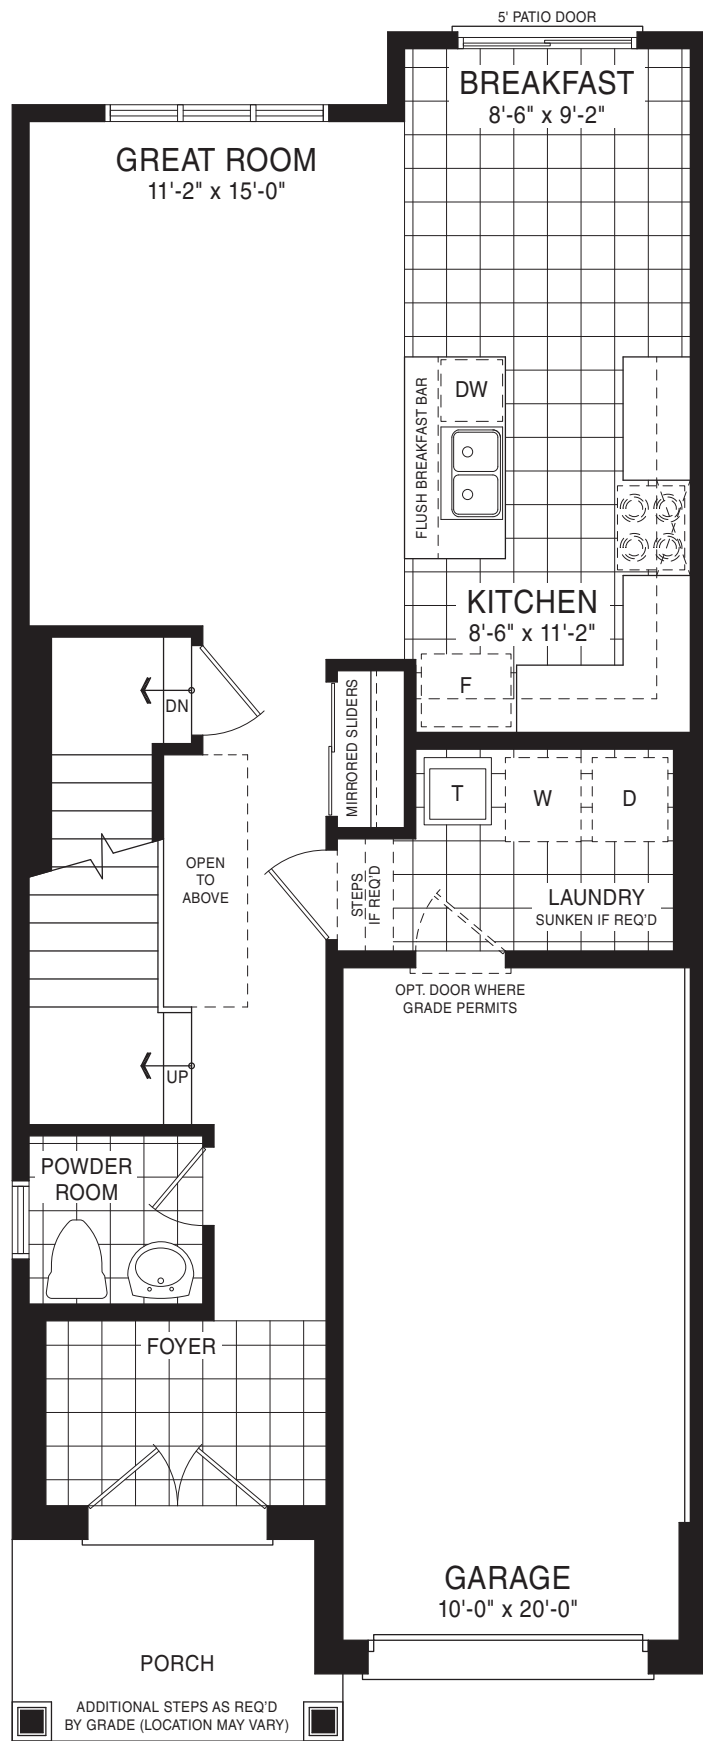 5' PATIO DOOR
BREAKFAST
8'-6" x 9'-2"
GREAT ROOM
11'-2" x 15'-0"
FLUSH BREAKFAST BAR
DW
KITCHEN
8'-6" x 11'-2"
F
DN
MIRRORED SLIDERS
T
W
D
OPEN
TO
ABOVE
STEPS
IF REQ'D
LAUNDRY
SUNKEN IF REQ'D
OPT. DOOR WHERE
GRADE PERMITS
UP
POWDER
ROOM
FOYER
GARAGE
10'-0" x 20'-0"
PORCH
ADDITIONAL STEPS AS REQ'D
BY GRADE (LOCATION MAY VARY)